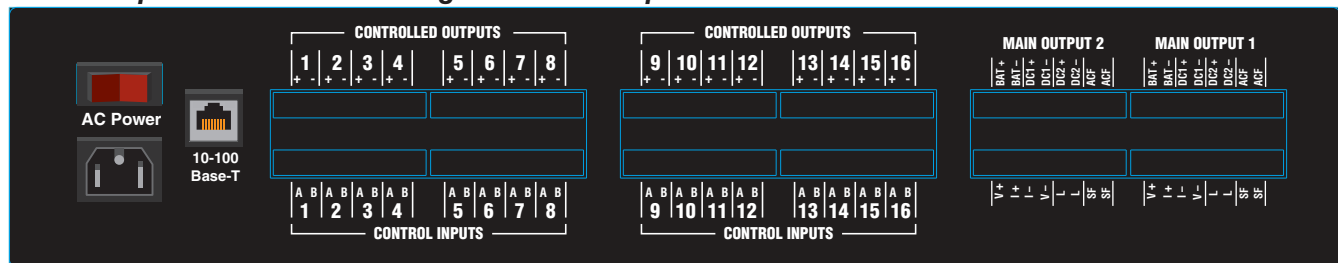 CONTROLLED OUTPUTS
1 2 3 4 5 6 7 8
+ - + - + - + - + - + - + - + -
CONTROLLED OUTPUTS
9 10 11 12 13 14 15 16
+ - + - + - + - + - + - + - + -
MAIN OUTPUT 2
BAT + BAT - DC1 + DC1 - DC2 + DC2 - ACF ACF
MAIN OUTPUT 1
BAT + BAT - DC1 + DC1 - DC2 + DC2 - ACF ACF
AC Power
10-100
Base-T
A B A B A B A B A B A B A B A B
1 2 3 4 5 6 7 8
CONTROL INPUTS
A B A B A B A B A B A B A B A B
9 10 11 12 13 14 15 16
CONTROL INPUTS
V + I + I - V - L L SF SF
V + I + I - V - L L SF SF